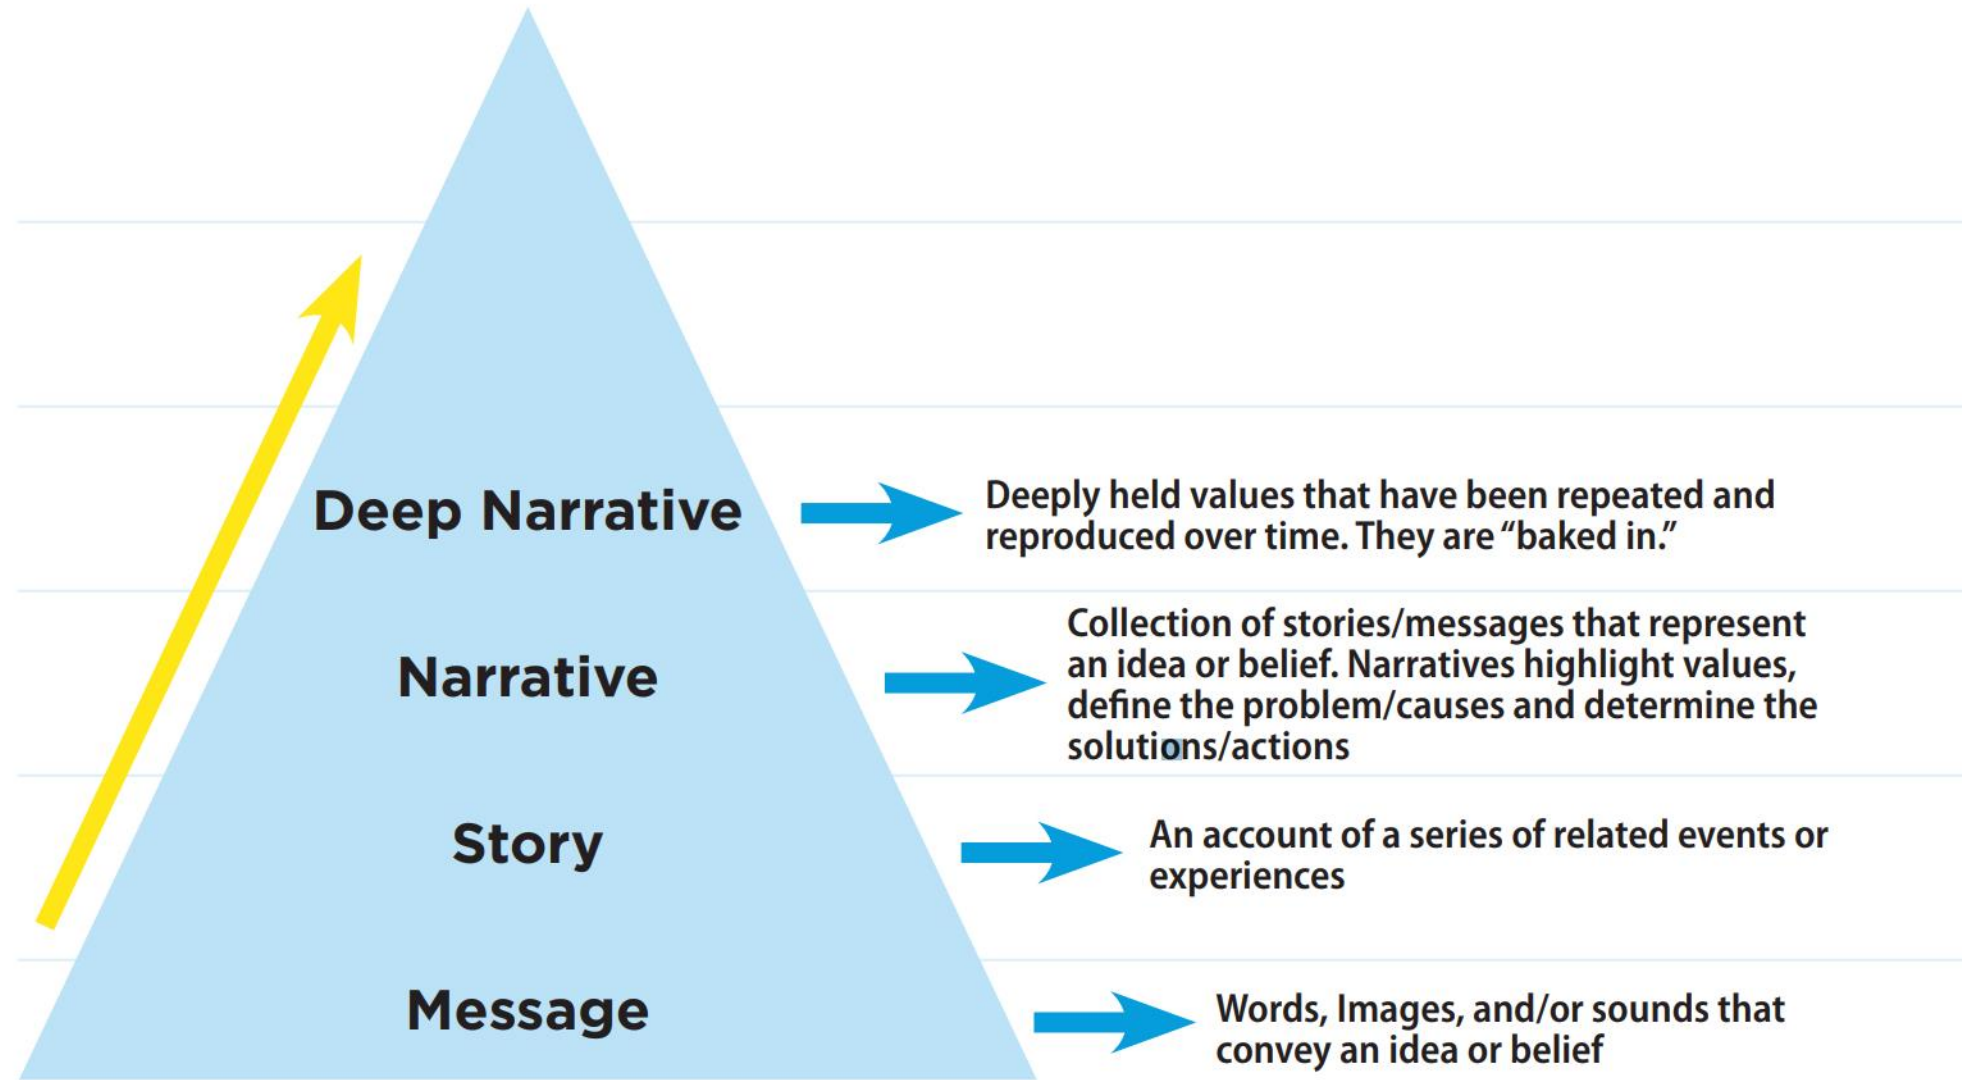 Deep Narrative
Deeply held values that have been repeated and
reproduced over time. They are “baked in.”
Narrative
Collection of stories/messages that represent
an idea or belief. Narratives highlight values,
define the problem/causes and determine the
solutions/actions
Story
An account of a series of related events or
experiences
Message
Words, Images, and/or sounds that
convey an idea or belief